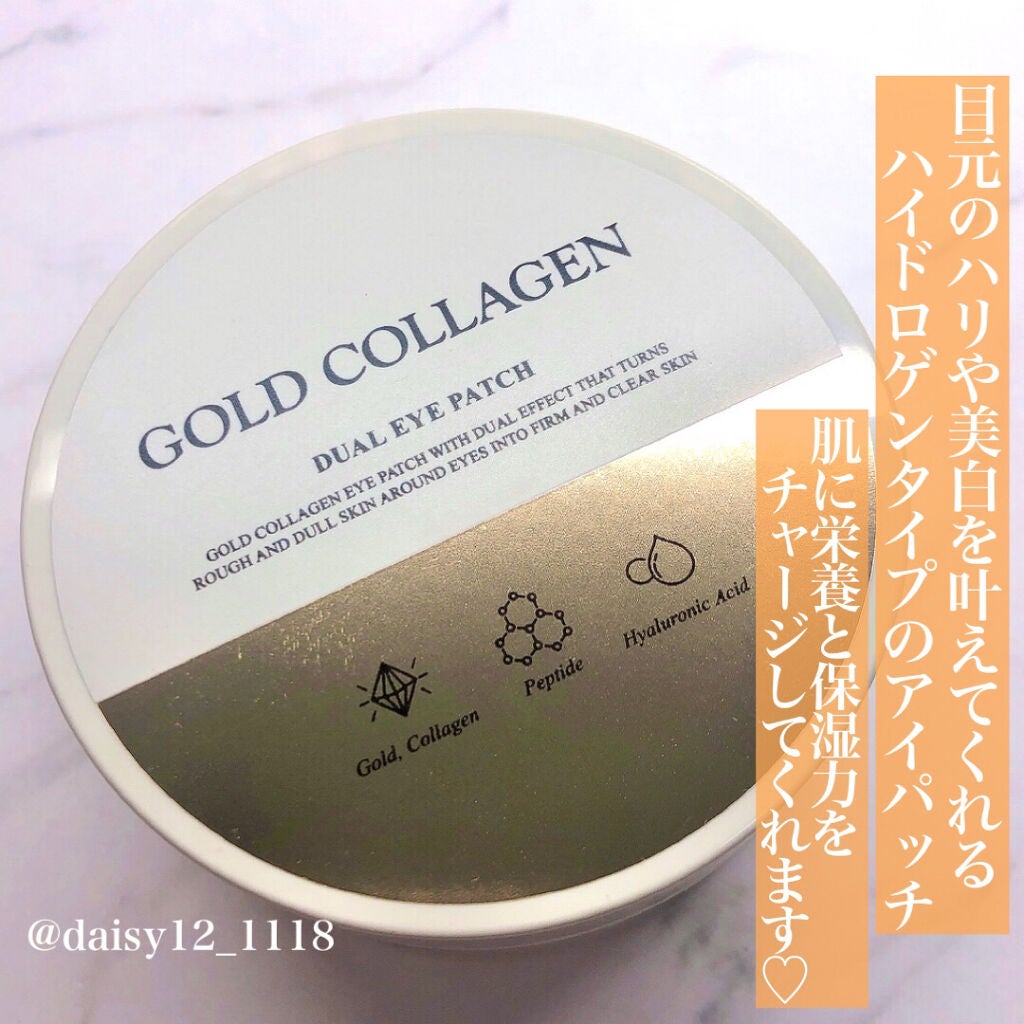 目元のハリや美白を叶えてくれる
ハイドロゲンタイプのアイパッチ
肌に栄養と保湿力を
チャージしてくれます♡
GOLD COLLAGEN
DUAL EYE PATCH
GOLD COLLAGEN EYE PATCH WITH DUAL EFFECT THAT TURNS
ROUGH AND DULL SKIN AROUND EYES INTO FIRM AND CLEAR SKIN
Gold, Collagen
Peptide
Hyaluronic Acid
@daisy12_1118